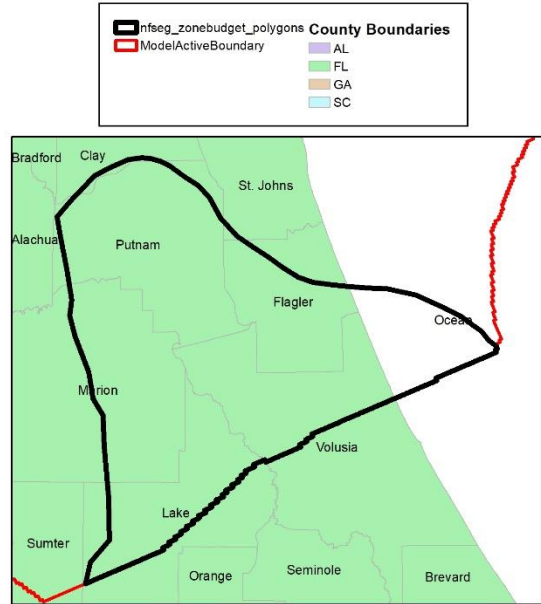 nfseg_zonebudget_polygons
ModelActiveBoundary
County Boundaries
AL
FL
GA
SC
Bradford
Clay
St. Johns
Alachua
Putnam
Flagler
Ocean
Marion
Volusia
Lake
Sumter
Orange
Seminole
Brevard